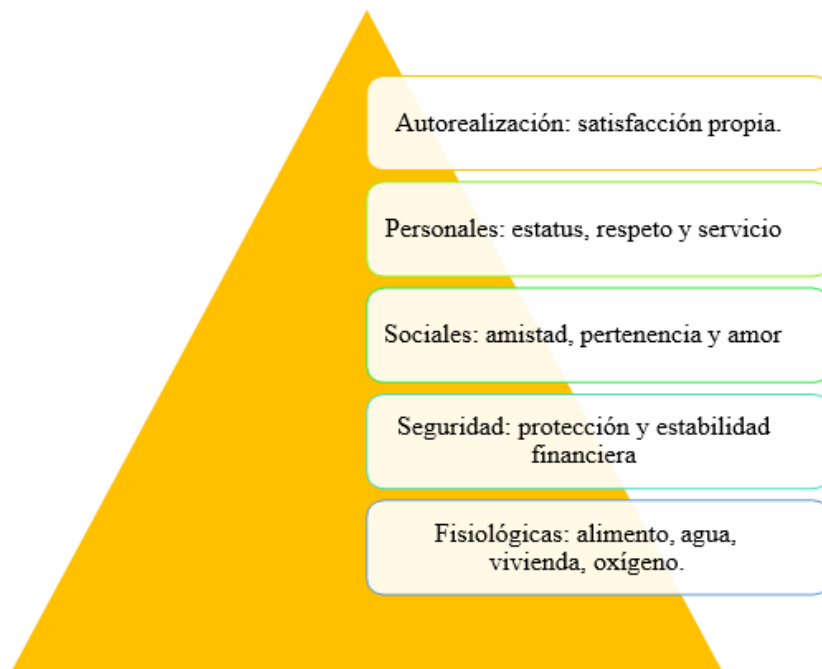 Autorealización: satisfacción propia.
Personales: estatus, respeto y servicio
Sociales: amistad, pertenencia y amor
Seguridad: protección y estabilidad
financiera
Fisiológicas: alimento, agua,
vivienda, oxígeno.